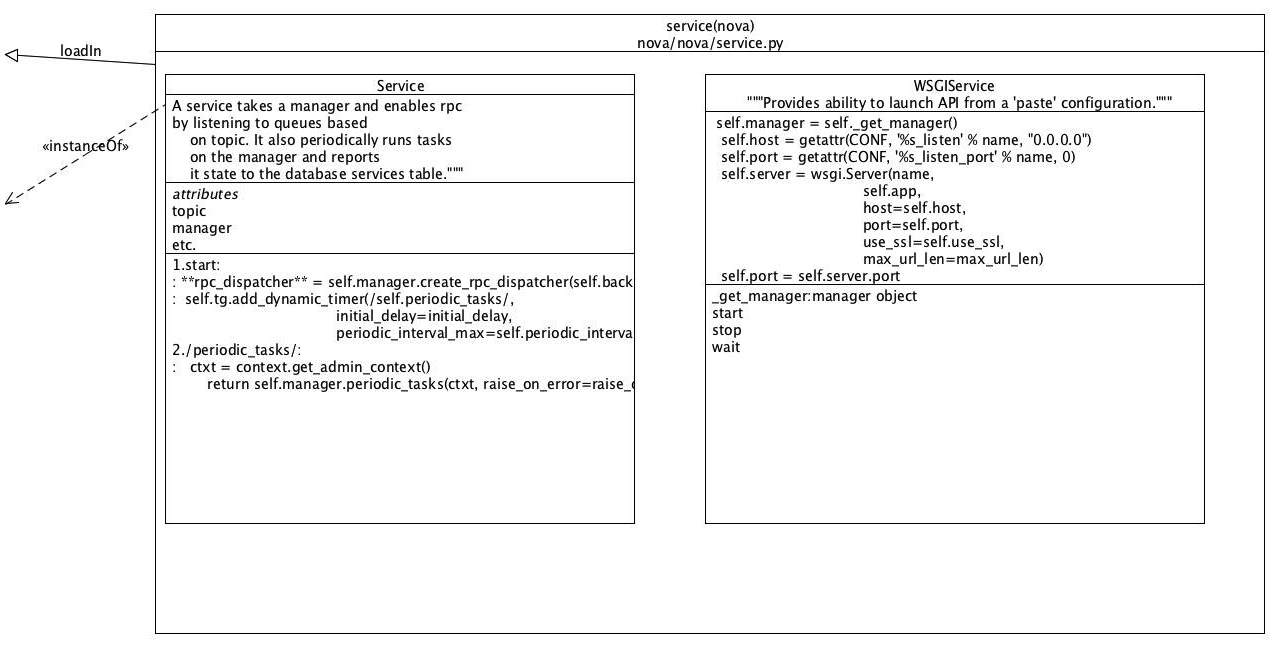 service(nova)
nova/nova/service.py
loadIn
«instanceOf»
Service
A service takes a manager and enables rpc
by listening to queues based
on topic. It also periodically runs tasks
on the manager and reports
it state to the database services table."""
attributes
topic
manager
etc.
1.start:
: **rpc_dispatcher** = self.manager.create_rpc_dispatcher(self.back
: self.tg.add_dynamic_timer(/self.periodic_tasks/,
initial_delay=initial_delay,
periodic_interval_max=self.periodic_interva
2./periodic_tasks/:
: ctxt = context.get_admin_context()
return self.manager.periodic_tasks(ctxt, raise_on_error=raise_
WSGIService
"""Provides ability to launch API from a 'paste' configuration."""
self.manager = self._get_manager()
self.host = getattr(CONF, '%s_listen' % name, "0.0.0.0")
self.port = getattr(CONF, '%s_listen_port' % name, 0)
self.server = wsgi.Server(name,
self.app,
host=self.host,
port=self.port,
use_ssl=self.use_ssl,
max_url_len=max_url_len)
self.port = self.server.port
_get_manager:manager object
start
stop
wait